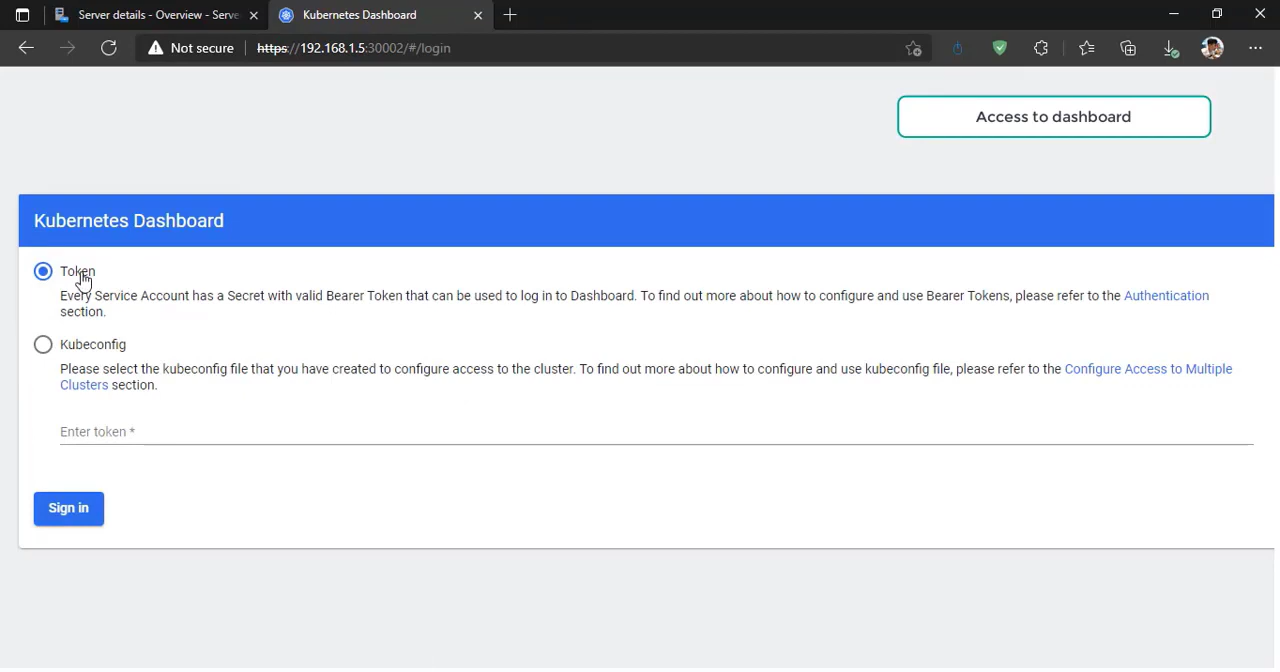 Server details - Overview - Serve
Kubernetes Dashboard
Not secure
https://192.168.1.5:30002/#/login
Access to dashboard
Kubernetes Dashboard
Token
Every Service Account has a Secret with valid Bearer Token that can be used to log in to Dashboard. To find out more about how to configure and use Bearer Tokens, please refer to the Authentication
section.
Kubeconfig
Please select the kubeconfig file that you have created to configure access to the cluster. To find out more about how to configure and use kubeconfig file, please refer to the Configure Access to Multiple
Clusters section.
Enter token *
Sign in